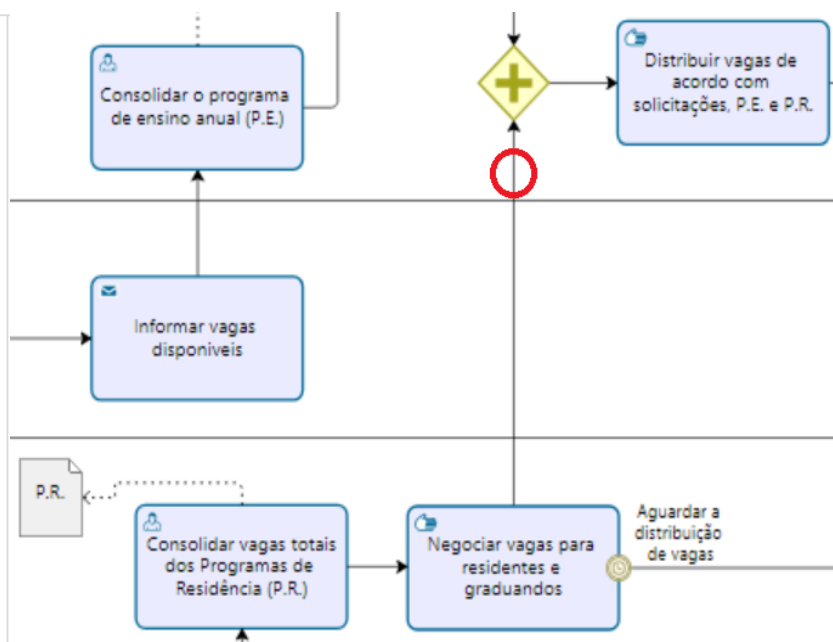 Consolidar o programa
de ensino anual (P.E.)
Distribuir vagas de
acordo com
solicitações, P.E. e P.R.
Informar vagas
disponiveis
P.R.
Consolidar vagas totais
dos Programas de
Residência (P.R.)
Negociar vagas para
residentes e
graduandos
Aguardar a
distribuição
de vagas